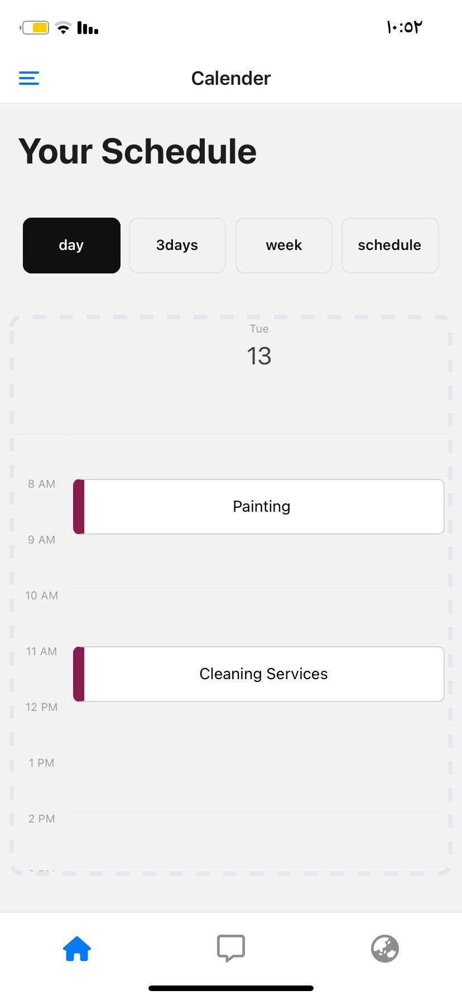 ١٠:٥٢
Calender
Your Schedule
day 3days week schedule
Tue
13
8 AM
Painting
9 AM
10 AM
11 AM
Cleaning Services
12 PM
1 PM
2 PM